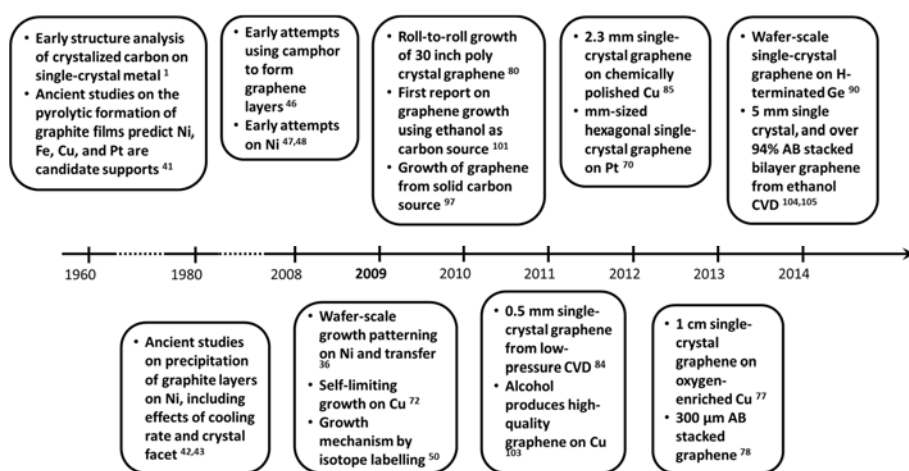 • Early structure analysis
of crystalized carbon on
single-crystal metal 1
• Ancient studies on the
pyrolytic formation of
graphite films predict Ni,
Fe, Cu, and Pt are
candidate supports 41
• Early attempts
using camphor to
form graphene
layers 46
• Early attempts
on Ni 47,48
• Roll-to-roll growth
of 30 inch poly
crystal graphene 80
• First report on
graphene growth
using ethanol as
carbon source 101
• Growth of graphene
from solid carbon
source 97
• 2.3 mm single-
crystal graphene
on chemically
polished Cu 85
• mm-sized
hexagonal single-
crystal graphene
on Pt 70
• Wafer-scale
single-crystal
graphene on H-
terminated Ge 90
• 5 mm single
crystal, and over
94% AB stacked
bilayer graphene
from ethanol
CVD 104,105
1960 1980 2008 2009 2010 2011 2012 2013 2014
• Ancient studies
on precipitation
of graphite layers
on Ni, including
effects of cooling
rate and crystal
facet 42,43
• Wafer-scale
growth patterning
on Ni and transfer
36
• Self-limiting
growth on Cu 72
• Growth
mechanism by
isotope labelling 50
• 0.5 mm single-
crystal graphene
from low-
pressure CVD 84
• Alcohol
produces high-
quality
graphene on Cu
103
• 1 cm single-
crystal
graphene on
oxygen-
enriched Cu 77
• 300 μm AB
stacked
graphene 78